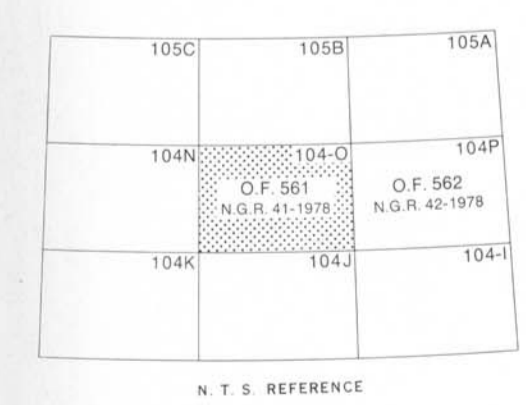 105C 105B 105A
104N 104-O 104P
O.F. 561 O.F. 562
N.G.R. 41-1978 N.G.R. 42-1978
104K 104J 104-I
N. T. S. REFERENCE